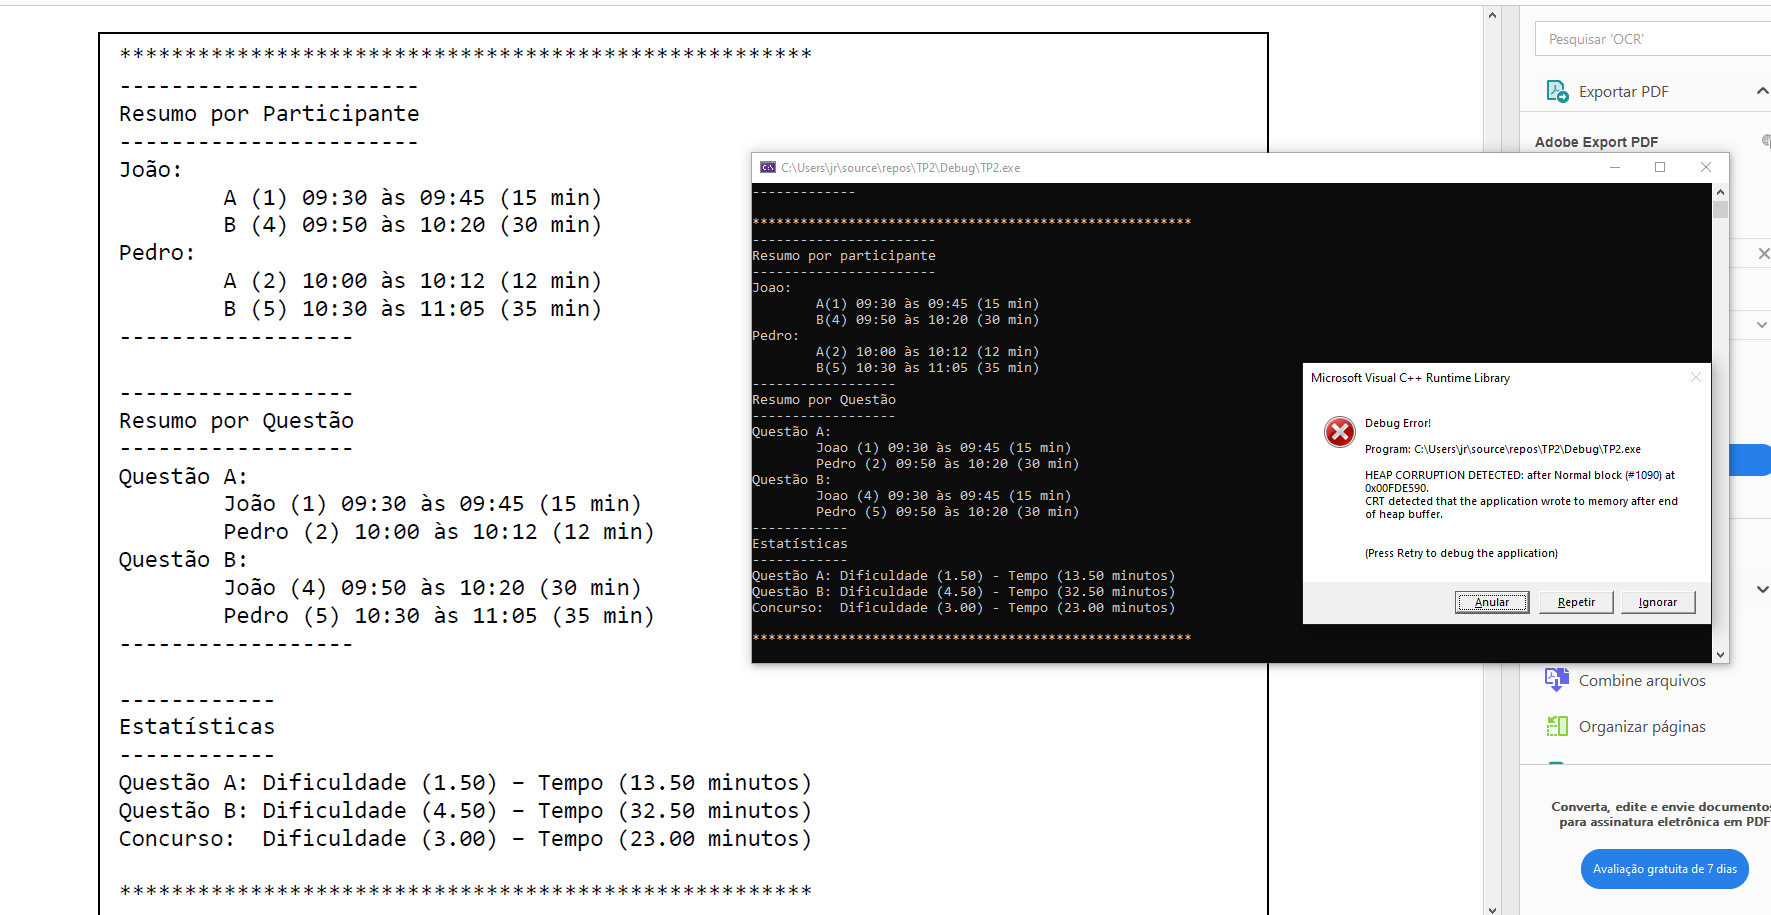 *****************************************************
-----------------------
Resumo por Participante
-----------------------
João:
A (1) 09:30 às 09:45 (15 min)
B (4) 09:50 às 10:20 (30 min)
Pedro:
A (2) 10:00 às 10:12 (12 min)
B (5) 10:30 às 11:05 (35 min)
------------------
------------------
Resumo por Questão
------------------
Questão A:
João (1) 09:30 às 09:45 (15 min)
Pedro (2) 10:00 às 10:12 (12 min)
Questão B:
João (4) 09:50 às 10:20 (30 min)
Pedro (5) 10:30 às 11:05 (35 min)
------------------
------------
Estatísticas
------------
Questão A: Dificuldade (1.50) – Tempo (13.50 minutos)
Questão B: Dificuldade (4.50) – Tempo (32.50 minutos)
Concurso:  Dificuldade (3.00) – Tempo (23.00 minutos)
*****************************************************
C:\Users\jr\source\repos\TP2\Debug\TP2.exe
-------------
*******************************************************
-----------------------
Resumo por participante
-----------------------
Joao:
A(1) 09:30 às 09:45 (15 min)
B(4) 09:50 às 10:20 (30 min)
Pedro:
A(2) 10:00 às 10:12 (12 min)
B(5) 10:30 às 11:05 (35 min)
------------------
Resumo por Questão
------------------
Questão A:
Joao (1) 09:30 às 09:45 (15 min)
Pedro (2) 09:50 às 10:20 (30 min)
Questão B:
Joao (4) 09:30 às 09:45 (15 min)
Pedro (5) 09:50 às 10:20 (30 min)
------------
Estatísticas
------------
Questão A: Dificuldade (1.50) - Tempo (13.50 minutos)
Questão B: Dificuldade (4.50) - Tempo (32.50 minutos)
Concurso:  Dificuldade (3.00) - Tempo (23.00 minutos)
*******************************************************
Microsoft Visual C++ Runtime Library
Debug Error!
Program: C:\Users\jr\source\repos\TP2\Debug\TP2.exe
HEAP CORRUPTION DETECTED: after Normal block (#1090) at
0x00FDE590.
CRT detected that the application wrote to memory after end
of heap buffer.
(Press Retry to debug the application)
Anular
Repetir
Ignorar
Pesquisar 'OCR'
Exportar PDF
Adobe Export PDF
Combine arquivos
Organizar páginas
Converta, edite e envie documentos
para assinatura eletrônica em PDF
Avaliação gratuita de 7 dias